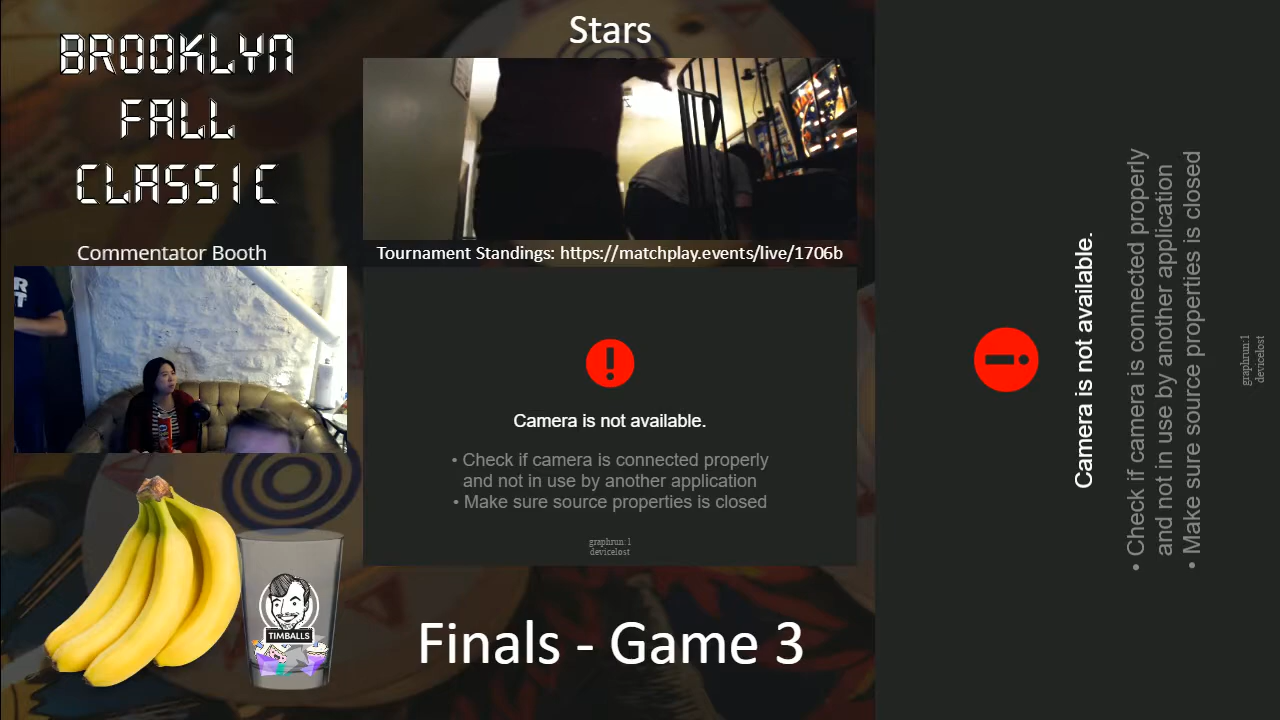 BROOKLYN
FALL
CLASSIC
Commentator Booth
Stars
Tournament Standings: https://matchplay.events/live/1706b
Camera is not available.
• Check if camera is connected properly
and not in use by another application
• Make sure source properties is closed
graphrun:1
devicelost
TIMBALLS
Finals - Game 3
Camera is not available.
• Check if camera is connected properly
and not in use by another application
• Make sure source properties is closed
graphrun:1
devicelost